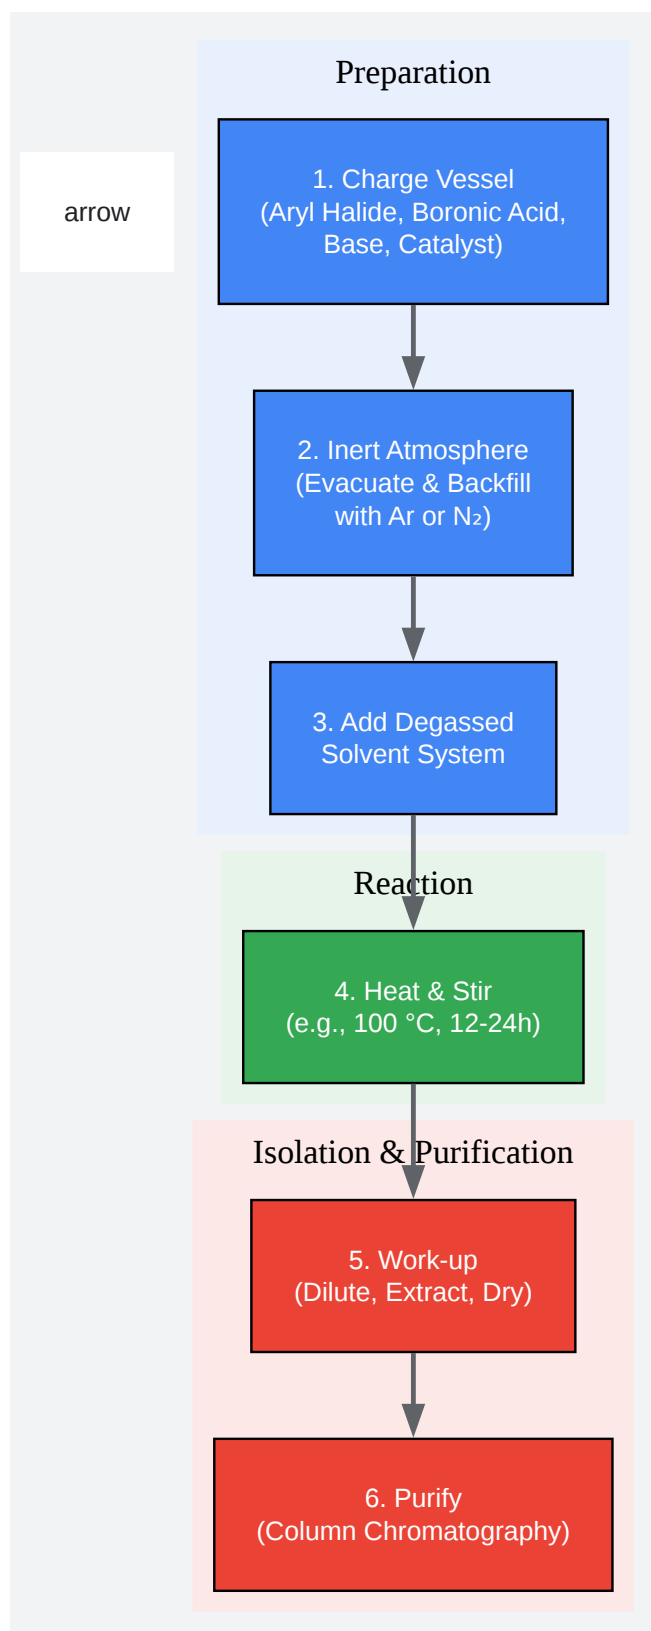 Preparation
arrow
1. Charge Vessel
(Aryl Halide, Boronic Acid,
Base, Catalyst)
2. Inert Atmosphere
(Evacuate & Backfill
with Ar or N₂)
3. Add Degassed
Solvent System
Reaction
4. Heat & Stir
(e.g., 100 °C, 12-24h)
Isolation & Purification
5. Work-up
(Dilute, Extract, Dry)
6. Purify
(Column Chromatography)